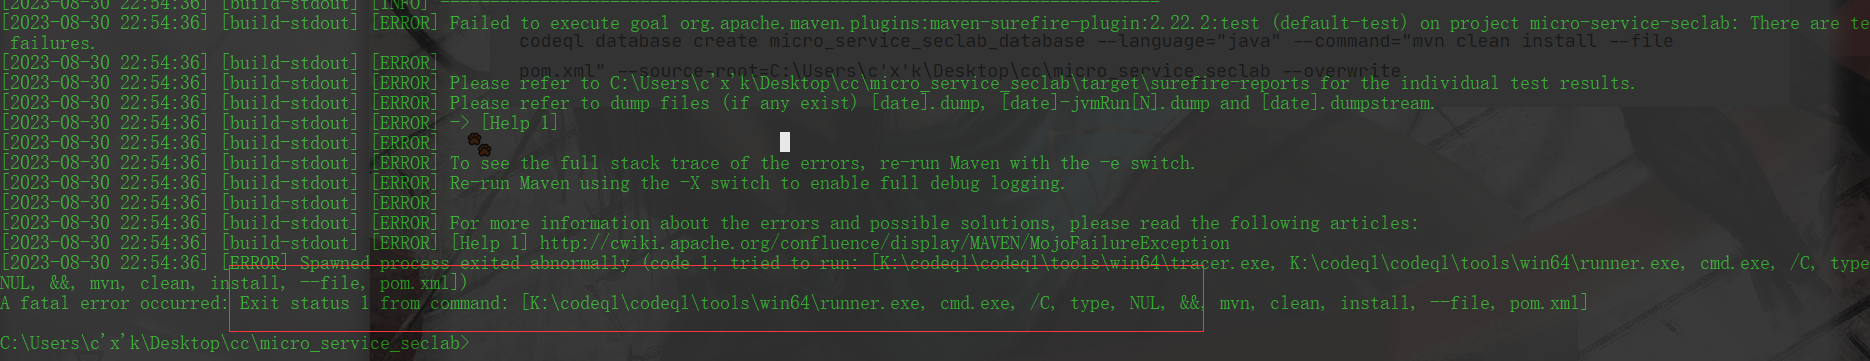 [2023-08-30 22:54:36] [build-stdout] [INFO] ------------------------------------------------------------------------
[2023-08-30 22:54:36] [build-stdout] [ERROR] Failed to execute goal org.apache.maven.plugins:maven-surefire-plugin:2.22.2:test (default-test) on project micro-service-seclab: There are te
failures.
codeql database create micro_service_seclab_database --language="java" --command="mvn clean install --file
[2023-08-30 22:54:36] [build-stdout] [ERROR]
pom.xml" --source-root=C:\Users\c'x'k\Desktop\cc\micro_service_seclab --overwrite
[2023-08-30 22:54:36] [build-stdout] [ERROR] Please refer to C:\Users\c'x'k\Desktop\cc\micro_service_seclab\target\surefire-reports for the individual test results.
[2023-08-30 22:54:36] [build-stdout] [ERROR] Please refer to dump files (if any exist) [date].dump, [date]-jvmRun[N].dump and [date].dumpstream.
[2023-08-30 22:54:36] [build-stdout] [ERROR] -> [Help 1]
[2023-08-30 22:54:36] [build-stdout] [ERROR]
[2023-08-30 22:54:36] [build-stdout] [ERROR] To see the full stack trace of the errors, re-run Maven with the -e switch.
[2023-08-30 22:54:36] [build-stdout] [ERROR] Re-run Maven using the -X switch to enable full debug logging.
[2023-08-30 22:54:36] [build-stdout] [ERROR]
[2023-08-30 22:54:36] [build-stdout] [ERROR] For more information about the errors and possible solutions, please read the following articles:
[2023-08-30 22:54:36] [build-stdout] [ERROR] [Help 1] http://cwiki.apache.org/confluence/display/MAVEN/MojoFailureException
[2023-08-30 22:54:36] [ERROR] Spawned process exited abnormally (code 1; tried to run: [K:\codeql\codeql\tools\win64\tracer.exe, K:\codeql\codeql\tools\win64\runner.exe, cmd.exe, /C, type
NUL, &&, mvn, clean, install, --file, pom.xml])
A fatal error occurred: Exit status 1 from command: [K:\codeql\codeql\tools\win64\runner.exe, cmd.exe, /C, type, NUL, &&, mvn, clean, install, --file, pom.xml]
C:\Users\c'x'k\Desktop\cc\micro_service_seclab>